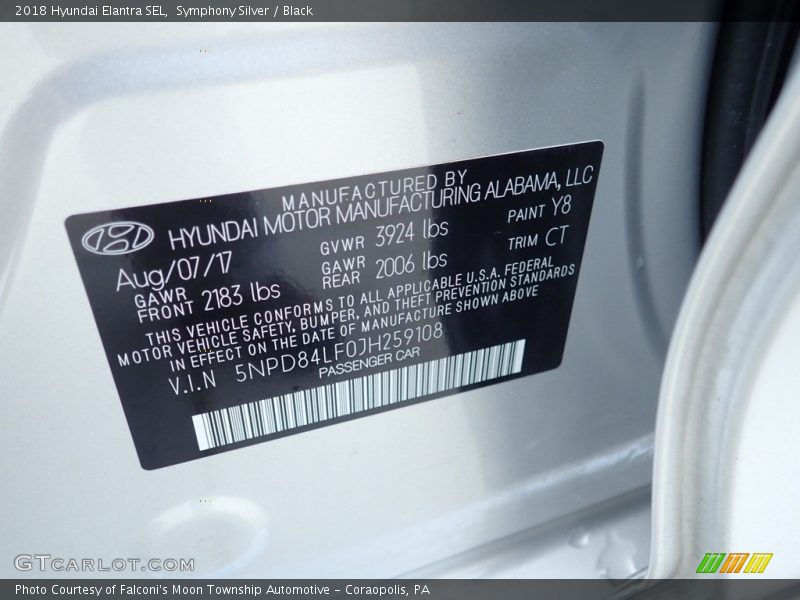 2018 Hyundai Elantra SEL, Symphony Silver / Black
MANUFACTURED BY
HYUNDAI MOTOR MANUFACTURING ALABAMA, LLC
Aug/07/17 GVWR 3924 lbs PAINT Y8
GAWR FRONT 2183 lbs GAWR REAR 2006 lbs TRIM CT
THIS VEHICLE CONFORMS TO ALL APPLICABLE U.S.A. FEDERAL
MOTOR VEHICLE SAFETY, BUMPER, AND THEFT PREVENTION STANDARDS
IN EFFECT ON THE DATE OF MANUFACTURE SHOWN ABOVE
V.I.N 5NPD84LF0JH259108
PASSENGER CAR
GTCARLOT.COM
Photo Courtesy of Falconi's Moon Township Automotive - Coraopolis, PA